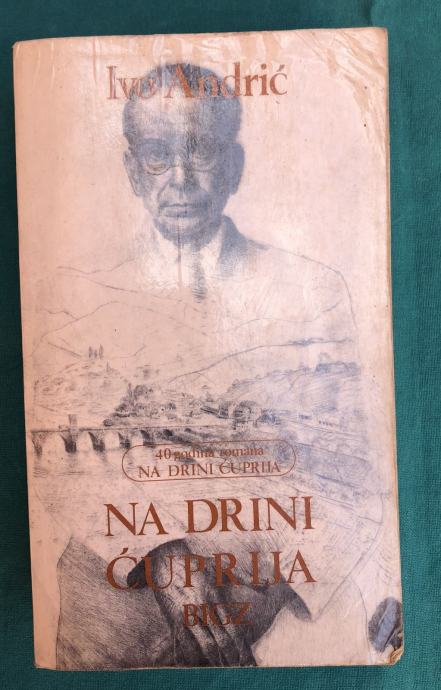 Ivo Andrić
40 godina romana
NA DRINI ĆUPRIJA
NA DRINI
ĆUPRIJA
BIGZ